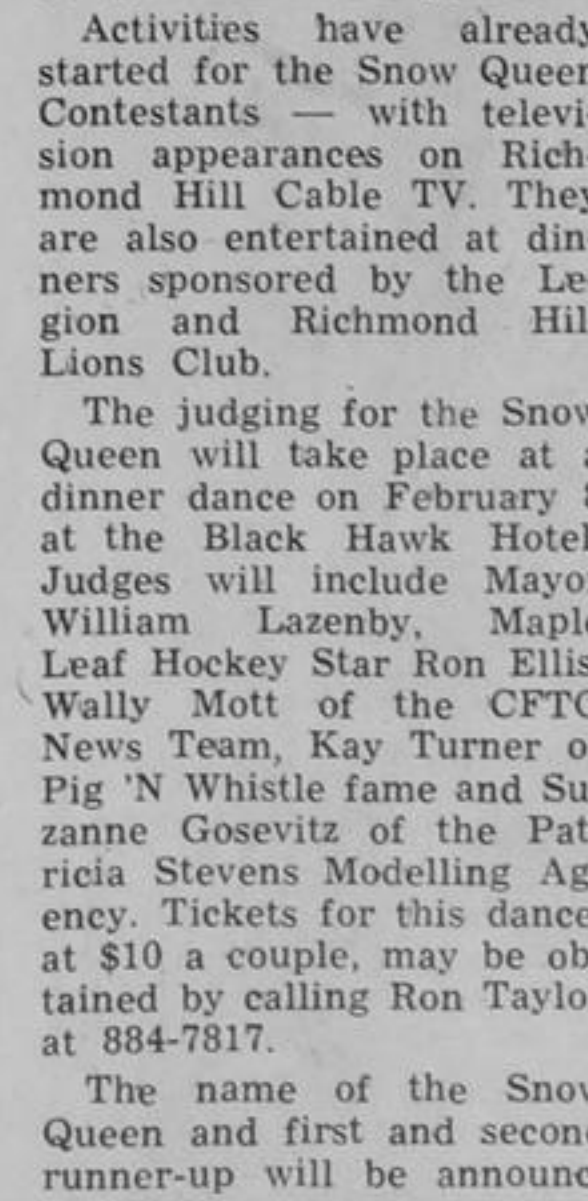 Activities have already
started for the Snow Queen
Contestants — with televi-
sion appearances on Rich-
mond Hill Cable TV. They
are also entertained at din-
ners sponsored by the Le-
gion and Richmond Hill
Lions Club.
The judging for the Snow
Queen will take place at a
dinner dance on February
at the Black Hawk Hotel
Judges will include Mayo
William Lazenby, Maple
Leaf Hockey Star Ron Ellis
Wally Mott of the CFTO
News Team, Kay Turner o
Pig 'N Whistle fame and Su-
zanne Gosevitz of the Pat-
ricia Stevens Modelling Ag-
ency. Tickets for this dance
at $10 a couple, may be ob-
tained by calling Ron Taylo
at 884-7817.
The name of the Snow
Queen and first and second
runner-up will be announc